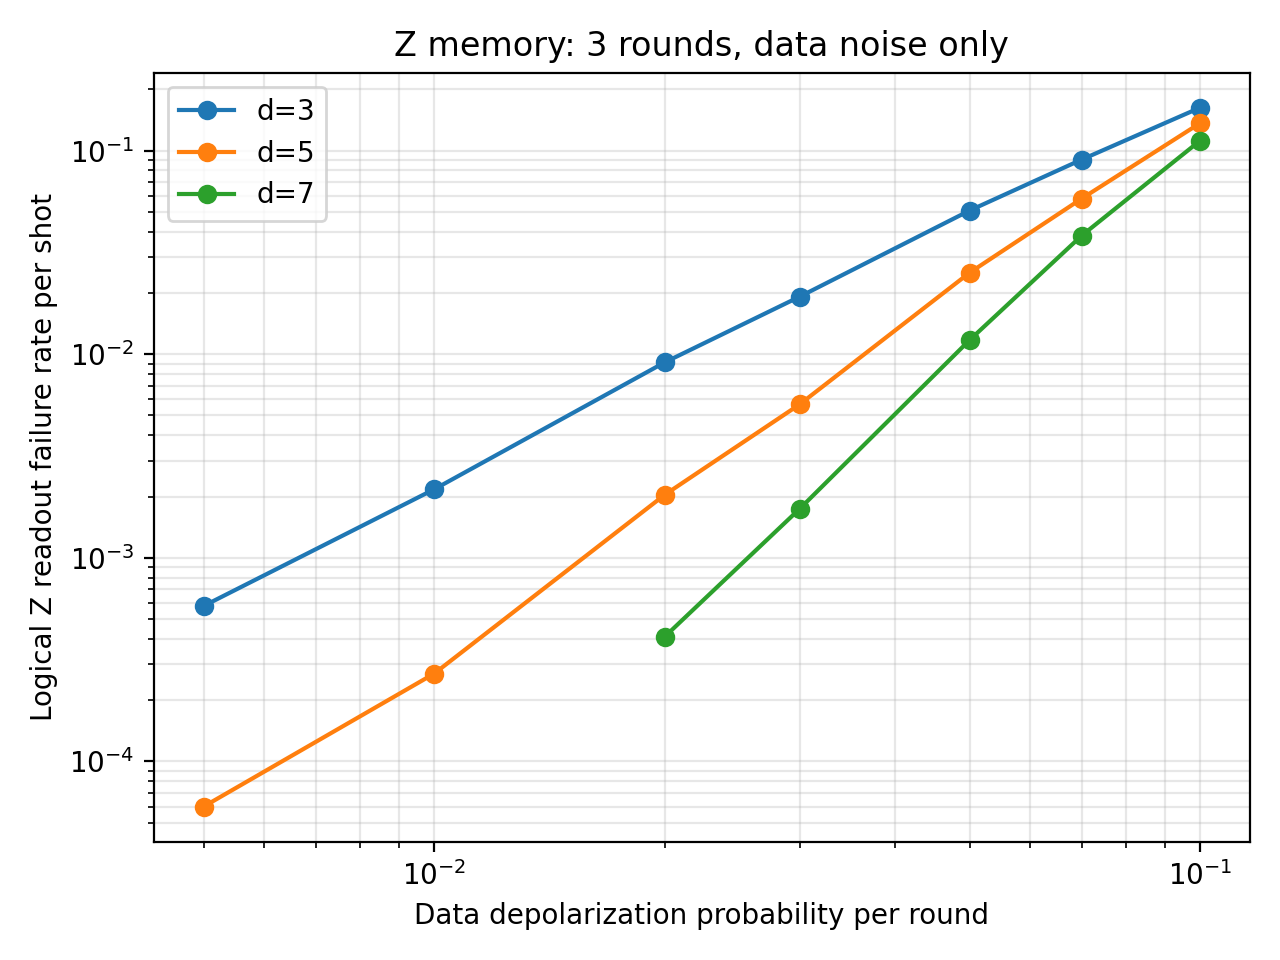 Z memory: 3 rounds, data noise only
d=3
d=5
d=7
Logical Z readout failure rate per shot
10⁻¹
10⁻²
10⁻³
10⁻⁴
10⁻² 10⁻¹
Data depolarization probability per round